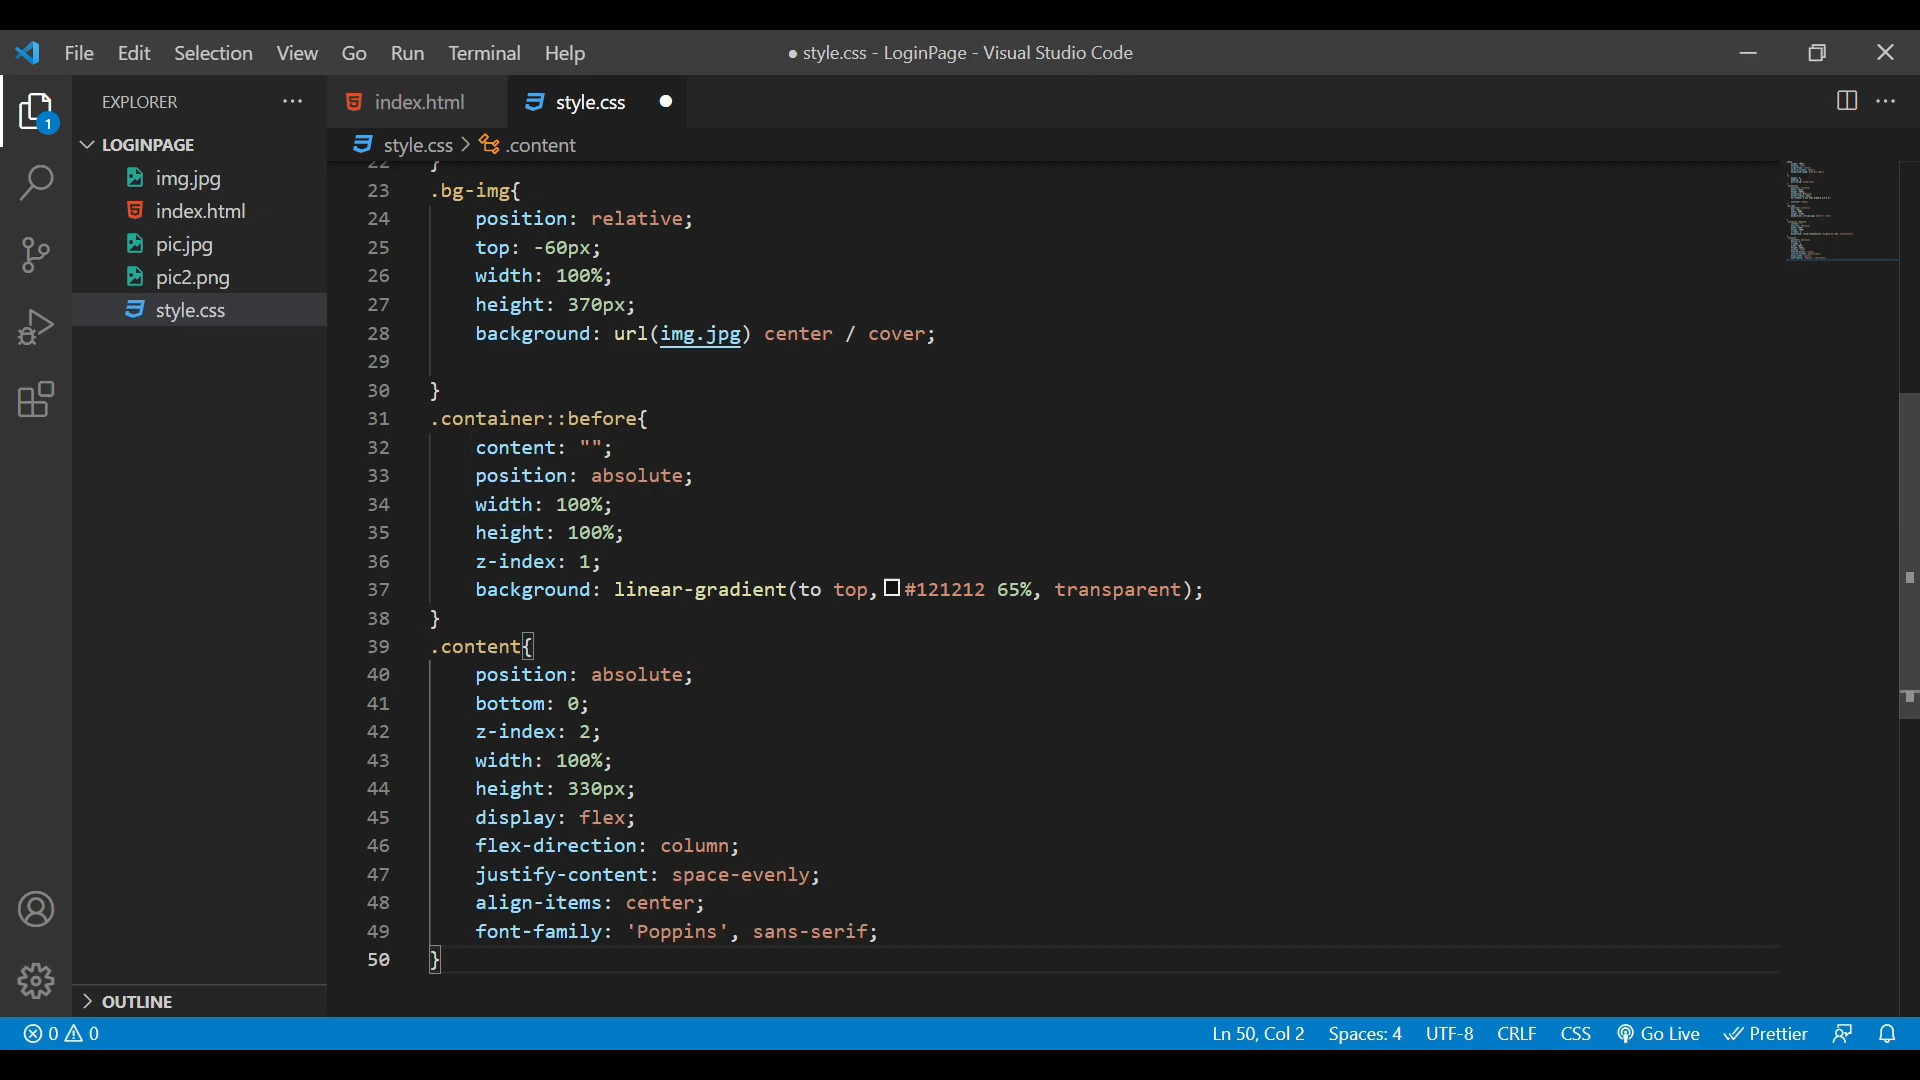 File Edit Selection View Go Run Terminal Help ● style.css - LoginPage - Visual Studio Code
EXPLORER ···
index.html
style.css ●
style.css > .content
1
LOGINPAGE
img.jpg
index.html
pic.jpg
pic2.png
style.css
22 }
23 .bg-img{
24 position: relative;
25 top: -60px;
26 width: 100%;
27 height: 370px;
28 background: url(img.jpg) center / cover;
29
30 }
31 .container::before{
32 content: "";
33 position: absolute;
34 width: 100%;
35 height: 100%;
36 z-index: 1;
37 background: linear-gradient(to top,#121212 65%, transparent);
38 }
39 .content{
40 position: absolute;
41 bottom: 0;
42 z-index: 2;
43 width: 100%;
44 height: 330px;
45 display: flex;
46 flex-direction: column;
47 justify-content: space-evenly;
48 align-items: center;
49 font-family: 'Poppins', sans-serif;
50 }
OUTLINE
0 0 Ln 50, Col 2 Spaces: 4 UTF-8 CRLF CSS Go Live Prettier